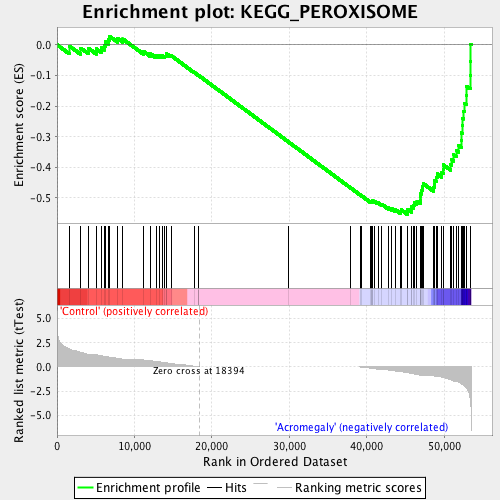 Enrichment plot: KEGG_PEROXISOME
Enrichment score (ES)
0.0
-0.1
-0.2
-0.3
-0.4
-0.5
'Control' (positively correlated)
Ranked list metric (tTest)
5.0
2.5
0.0
-2.5
-5.0
Zero cross at 18394
'Acromegaly' (negatively correlated)
0 10,000 20,000 30,000 40,000 50,000
Rank in Ordered Dataset
Enrichment profile Hits Ranking metric scores